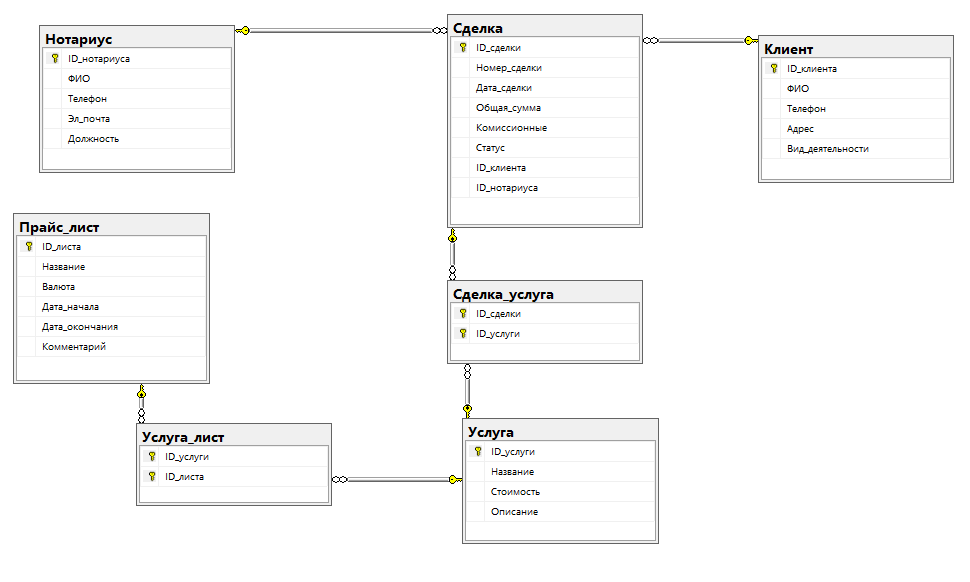 Нотариус
ID_нотариуса
ФИО
Телефон
Эл_почта
Должность
Сделка
ID_сделки
Номер_сделки
Дата_сделки
Общая_сумма
Комиссионные
Статус
ID_клиента
ID_нотариуса
Клиент
ID_клиента
ФИО
Телефон
Адрес
Вид_деятельности
Прайс_лист
ID_листа
Название
Валюта
Дата_начала
Дата_окончания
Комментарий
Сделка_услуга
ID_сделки
ID_услуги
Услуга_лист
ID_услуги
ID_листа
Услуга
ID_услуги
Название
Стоимость
Описание